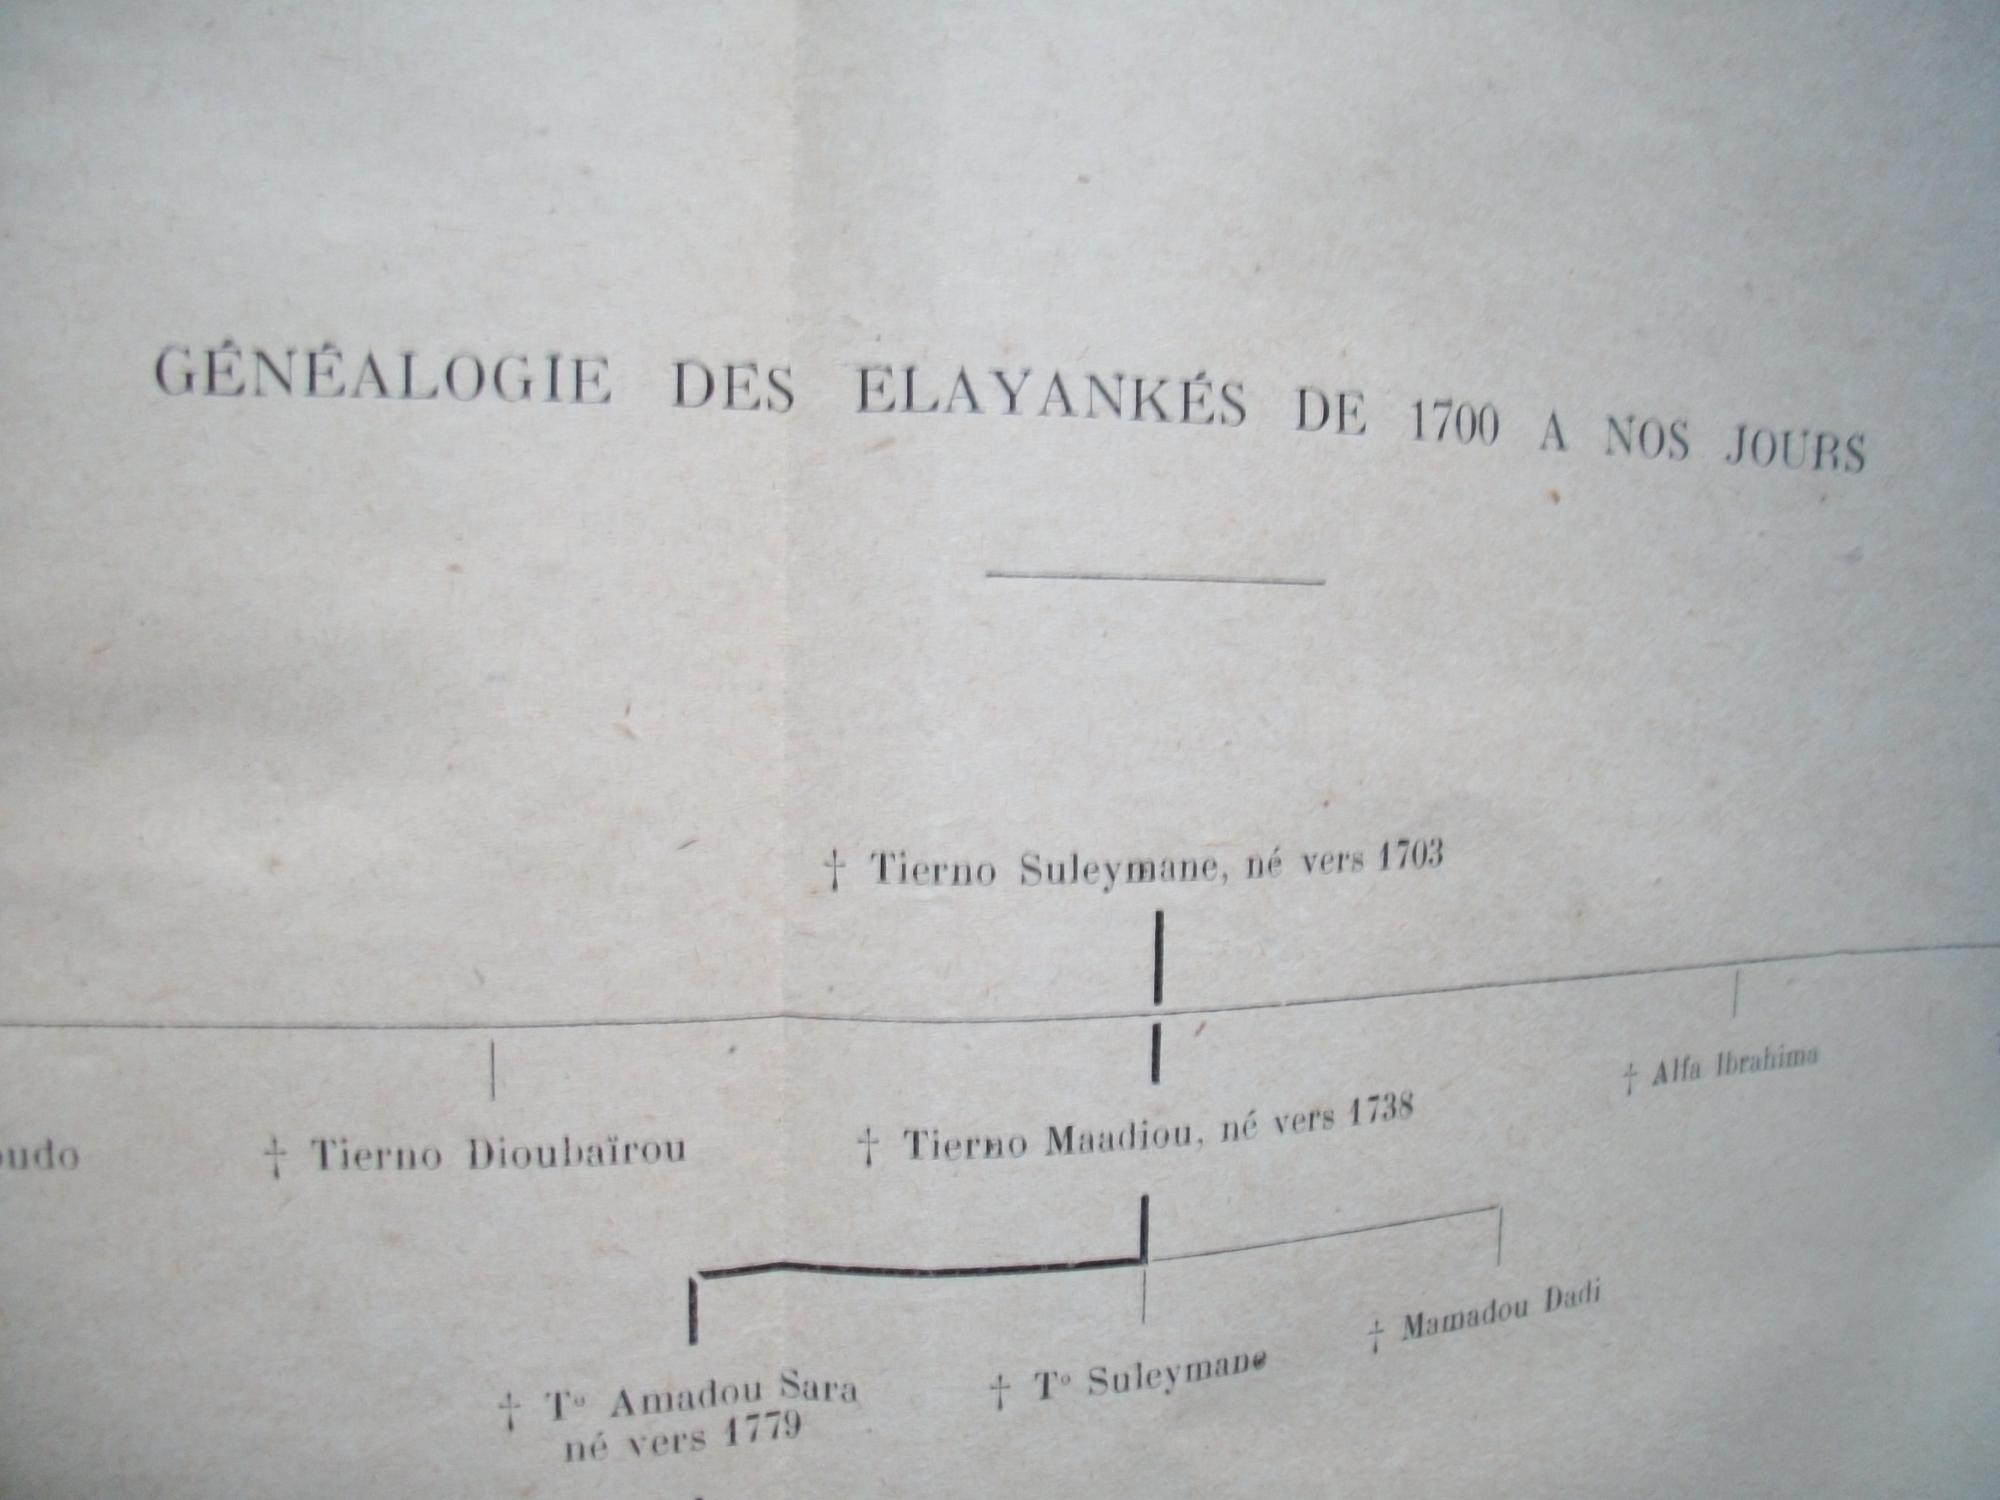 GÉNÉALOGIE DES ELAYANKÉS DE 1700 A NOS JOURS
† Tierno Suleymane, né vers 1703
† Alfa Ibrahima
† Tierno Dioubaïrou
† Tierno Maadiou, né vers 1738
† Mamadou Dadi
† Tº Amadou Sara
né vers 1779
† Tº Suleymane